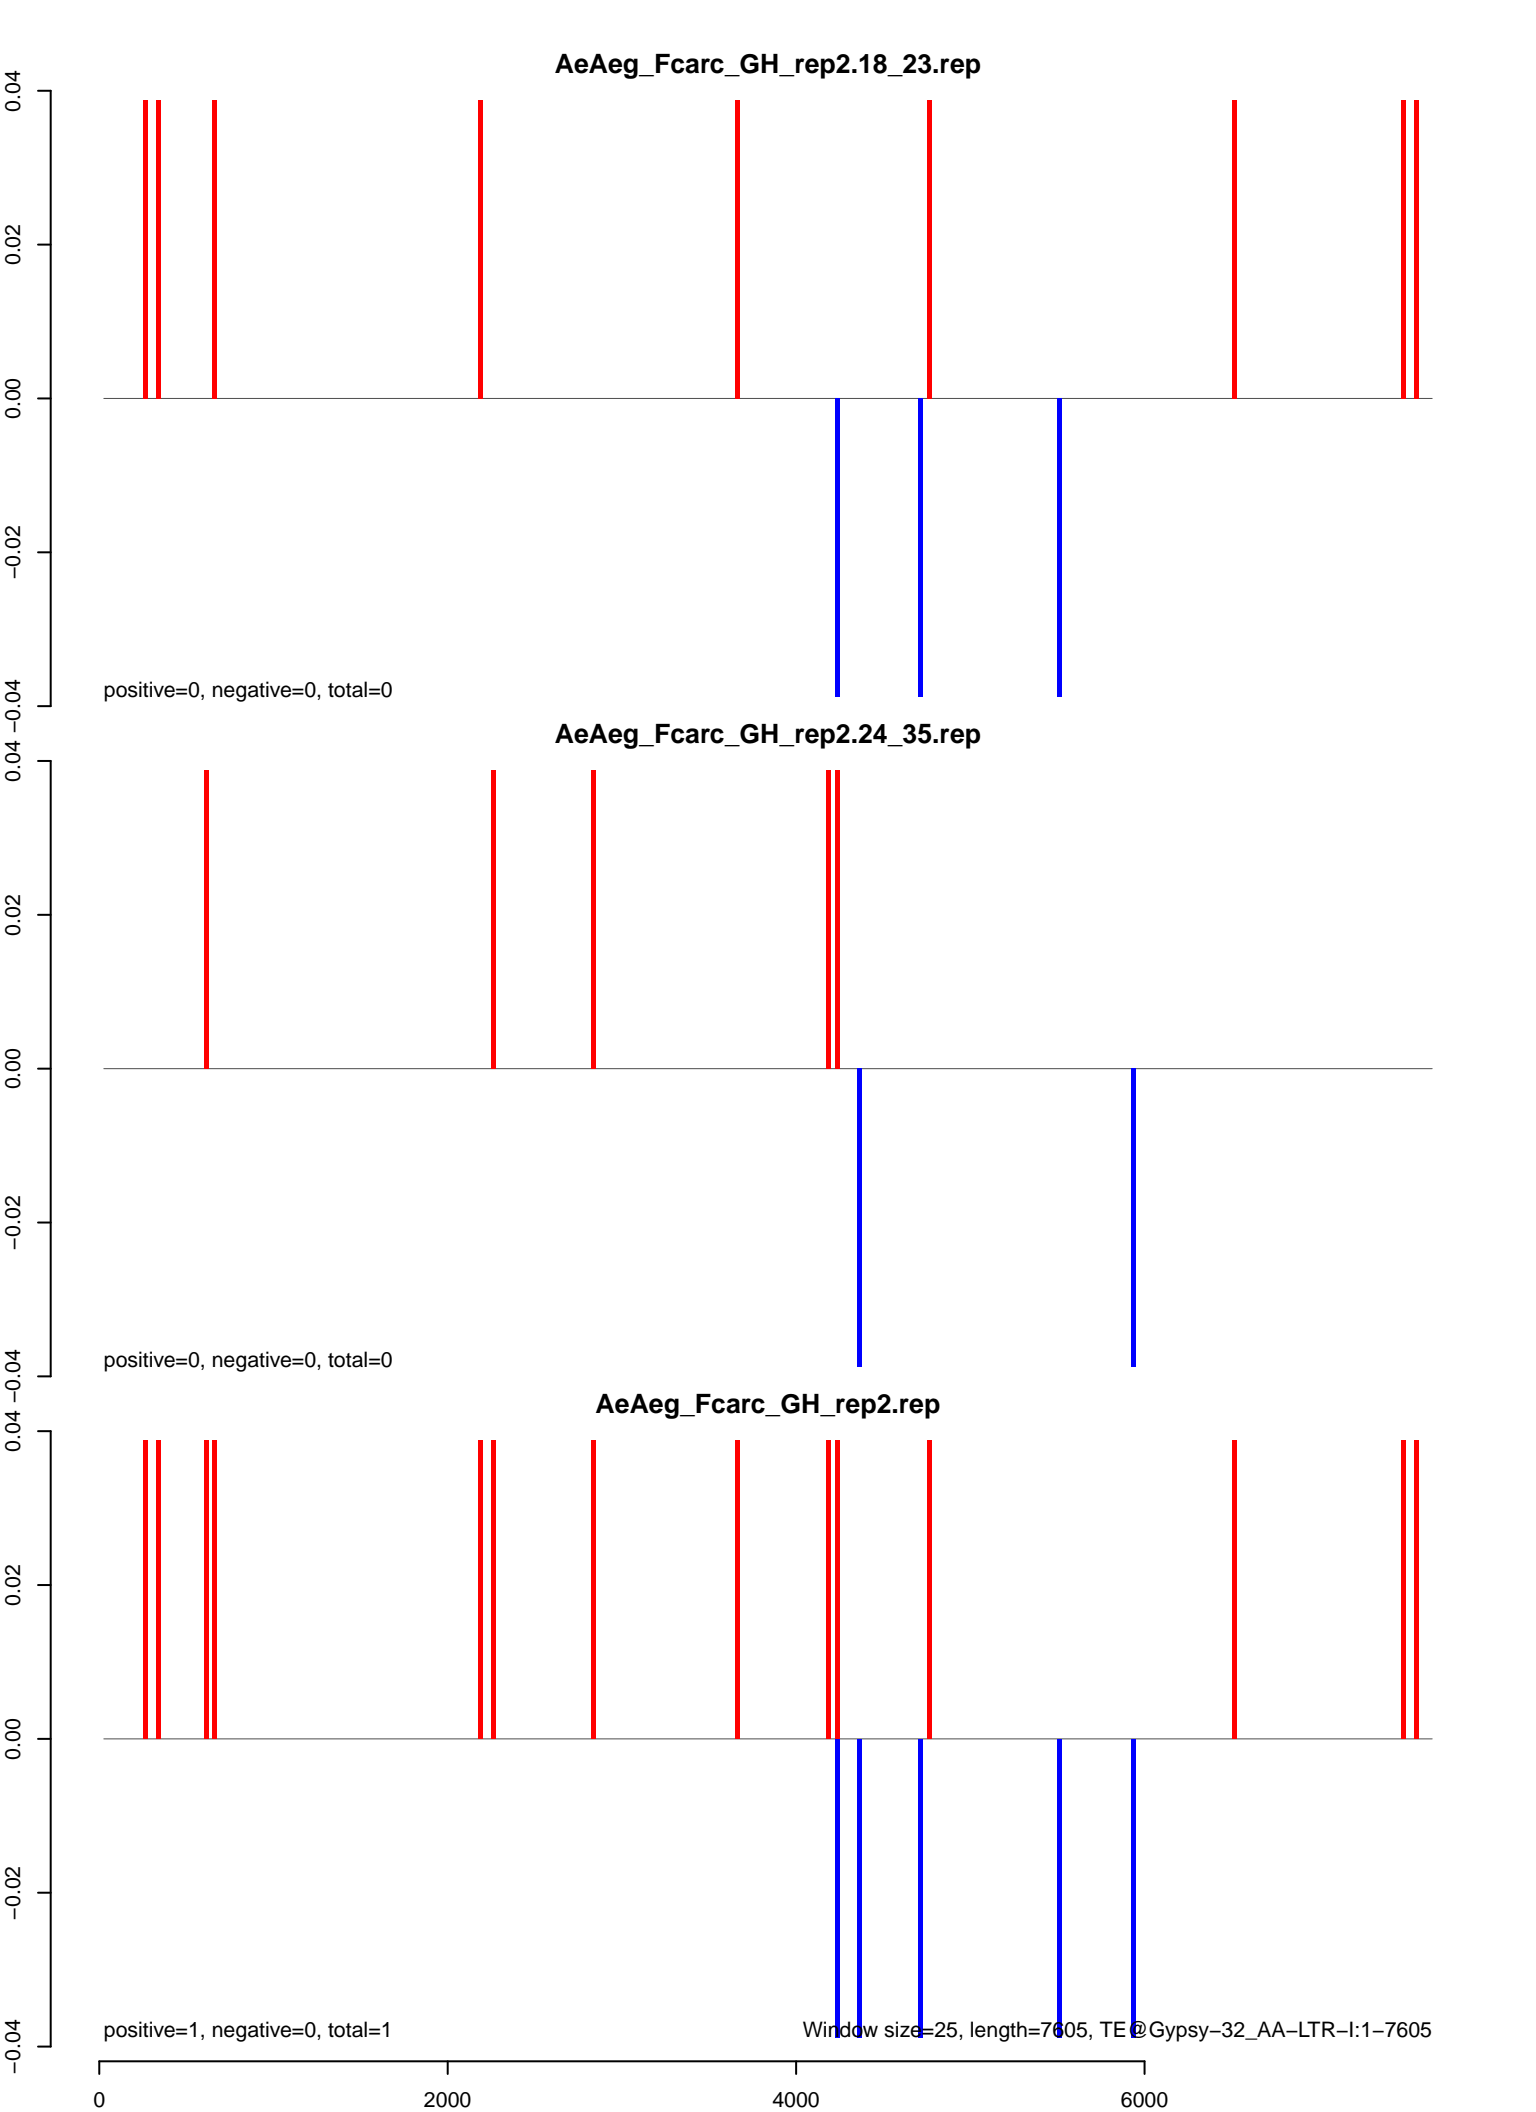 AeAeg_Fcarc_GH_rep2.18_23.rep
0.04
0.02
0.00
−0.02
−0.04
positive=0, negative=0, total=0
AeAeg_Fcarc_GH_rep2.24_35.rep
0.04
0.02
0.00
−0.02
−0.04
positive=0, negative=0, total=0
AeAeg_Fcarc_GH_rep2.rep
0.04
0.02
0.00
−0.02
−0.04
positive=1, negative=0, total=1
Window size=25, length=7605, TE@Gypsy−32_AA−LTR−I:1−7605
0 2000 4000 6000